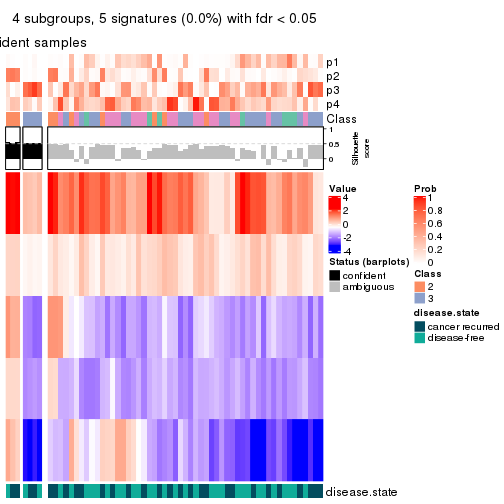 4 subgroups, 5 signatures (0.0%) with fdr < 0.05
ident samples
p1
p2
p3
p4
Class
1
0.5
0
Silhouette
score
Value
4
2
0
-2
-4
Status (barplots)
confident
ambiguous
Prob
1
0.8
0.6
0.4
0.2
0
Class
2
3
disease.state
cancer recurred
disease-free
disease.state